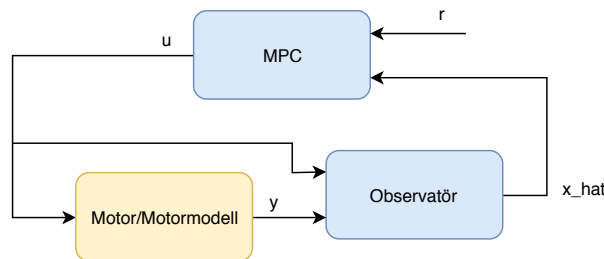 r
u
MPC
Observatör
x_hat
y
Motor/Motormodell